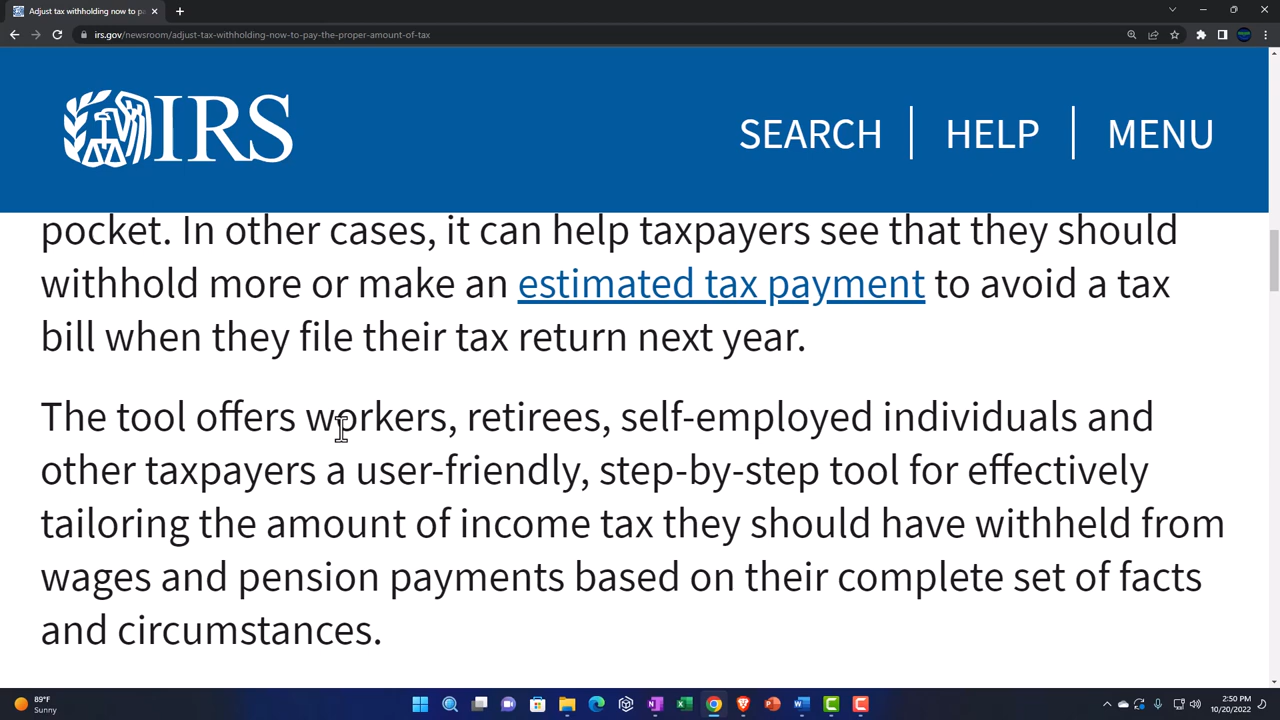 Adjust tax withholding now to pa
irs.gov/newsroom/adjust-tax-withholding-now-to-pay-the-proper-amount-of-tax
IRS
SEARCH HELP MENU
pocket. In other cases, it can help taxpayers see that they should
withhold more or make an estimated tax payment to avoid a tax
bill when they file their tax return next year.
The tool offers workers, retirees, self-employed individuals and
other taxpayers a user-friendly, step-by-step tool for effectively
tailoring the amount of income tax they should have withheld from
wages and pension payments based on their complete set of facts
and circumstances.
89°F
Sunny
2:50 PM
10/20/2022